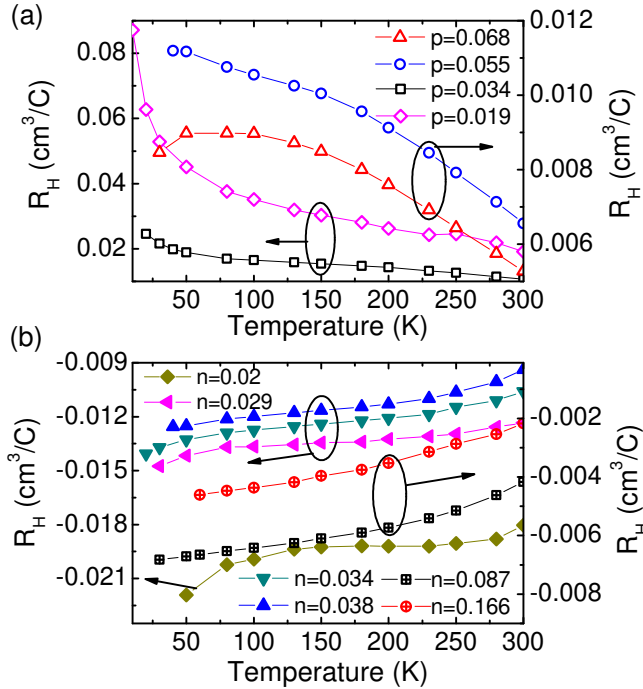 (a)
0.08
0.06
0.04
0.02
R_H (cm³/C)
0.012
0.010
0.008
0.006
R_H (cm³/C)
p=0.068
p=0.055
p=0.034
p=0.019
50 100 150 200 250 300
Temperature (K)
(b)
-0.009
-0.012
-0.015
-0.018
-0.021
R_H (cm³/C)
-0.002
-0.004
-0.006
-0.008
R_H (cm³/C)
n=0.02
n=0.029
n=0.034 n=0.087
n=0.038 n=0.166
50 100 150 200 250 300
Temperature (K)